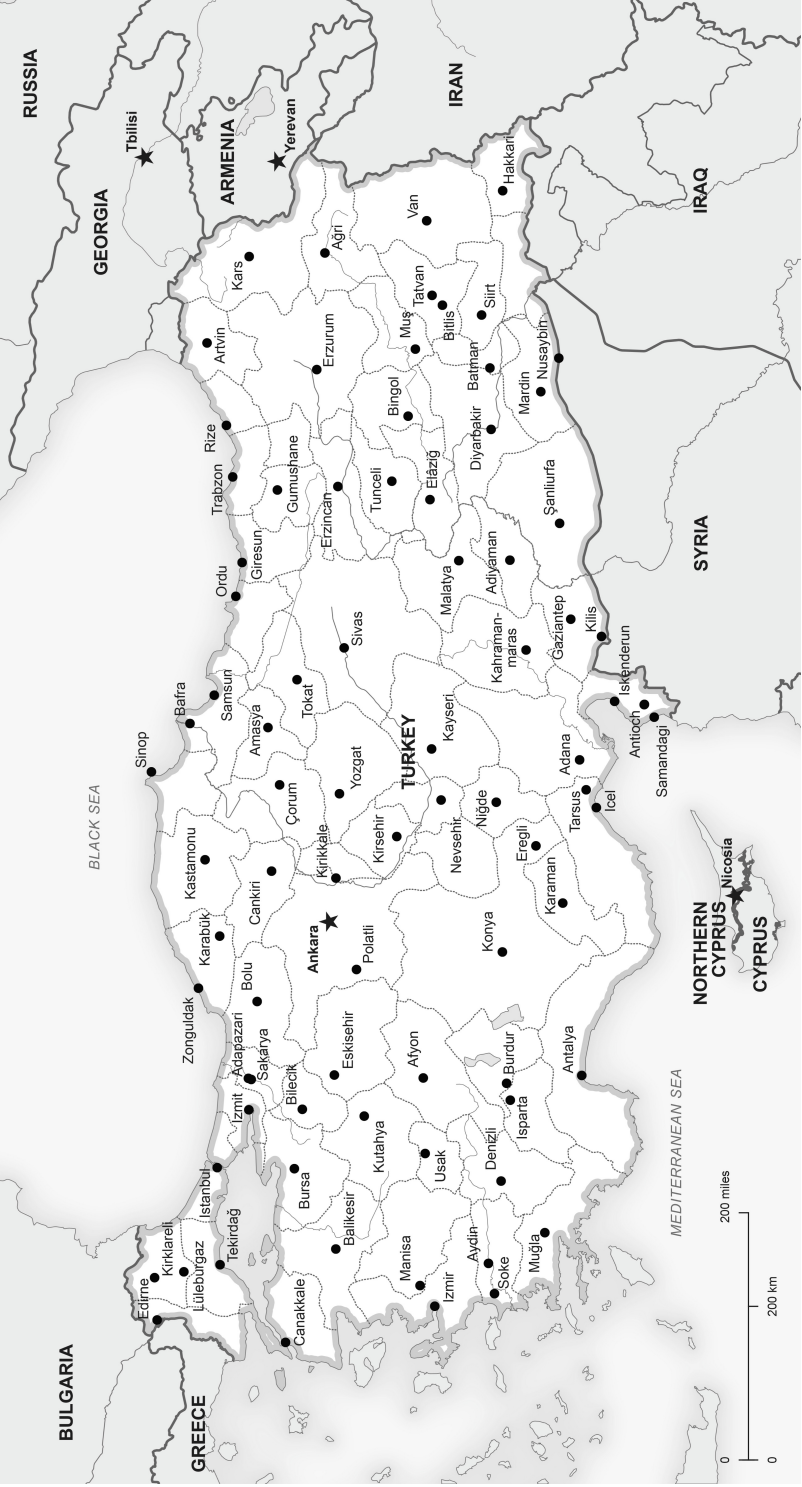 RUSSIA
GEORGIA
Tbilisi
ARMENIA
Yerevan
IRAN
IRAQ
SYRIA
BULGARIA
GREECE
BLACK SEA
MEDITERRANEAN SEA
TURKEY
NORTHERN
CYPRUS
Nicosia
CYPRUS
Edirne
Kirklareli
Lüleburgaz
Tekirdağ
Istanbul
Canakkale
Balikesir
Bursa
Izmit
Adapazari
Sakarya
Bilecik
Kutahya
Eskisehir
Manisa
Izmir
Usak
Afyon
Aydin
Soke
Denizli
Muğla
Isparta
Burdur
Antalya
Zonguldak
Bolu
Karabük
Kastamonu
Cankiri
Ankara
Polatli
Kirikkale
Kirsehir
Konya
Karaman
Eregli
Niğde
Nevsehir
Sinop
Bafra
Samsun
Amasya
Çorum
Tokat
Yozgat
Kayseri
Sivas
Adana
Tarsus
Icel
Iskenderun
Antioch
Samandagi
Ordu
Giresun
Trabzon
Rize
Gumushane
Erzincan
Tunceli
Elâziğ
Malatya
Adiyaman
Kahraman-
maras
Gaziantep
Kilis
Şanliurfa
Artvin
Kars
Erzurum
Ağri
Bingol
Muş
Tatvan
Bitlis
Van
Hakkari
Siirt
Batman
Diyarbakir
Mardin
Nusaybin
0
200 miles
0
200 km